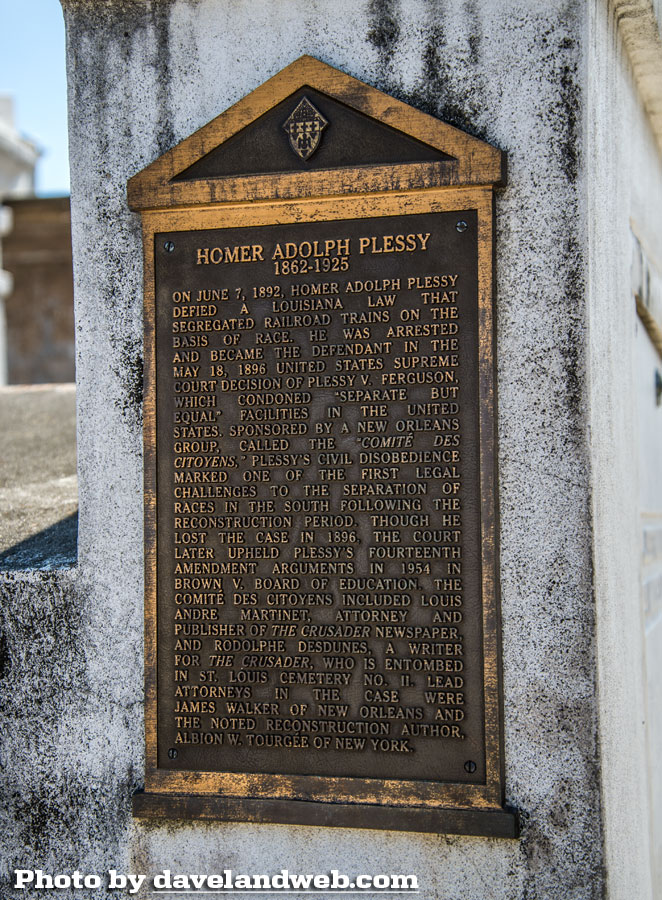 HOMER ADOLPH PLESSY
1862-1925
ON JUNE 7, 1892, HOMER ADOLPH PLESSY
DEFIED A LOUISIANA LAW THAT
SEGREGATED RAILROAD TRAINS ON THE
BASIS OF RACE. HE WAS ARRESTED
AND BECAME THE DEFENDANT IN THE
MAY 18, 1896 UNITED STATES SUPREME
COURT DECISION OF PLESSY V. FERGUSON,
WHICH CONDONED "SEPARATE BUT
EQUAL" FACILITIES IN THE UNITED
STATES. SPONSORED BY A NEW ORLEANS
GROUP, CALLED THE "COMITÉ DES
CITOYENS," PLESSY'S CIVIL DISOBEDIENCE
MARKED ONE OF THE FIRST LEGAL
CHALLENGES TO THE SEPARATION OF
RACES IN THE SOUTH FOLLOWING THE
RECONSTRUCTION PERIOD. THOUGH HE
LOST THE CASE IN 1896, THE COURT
LATER UPHELD PLESSY'S FOURTEENTH
AMENDMENT ARGUMENTS IN 1954 IN
BROWN V. BOARD OF EDUCATION. THE
COMITÉ DES CITOYENS INCLUDED LOUIS
ANDRE MARTINET, ATTORNEY AND
PUBLISHER OF THE CRUSADER NEWSPAPER,
AND RODOLPHE DESDUNES, A WRITER
FOR THE CRUSADER, WHO IS ENTOMBED
IN ST. LOUIS CEMETERY NO. II. LEAD
ATTORNEYS IN THE CASE WERE
JAMES WALKER OF NEW ORLEANS AND
THE NOTED RECONSTRUCTION AUTHOR,
ALBION W. TOURGÉE OF NEW YORK.
Photo by davelandweb.com